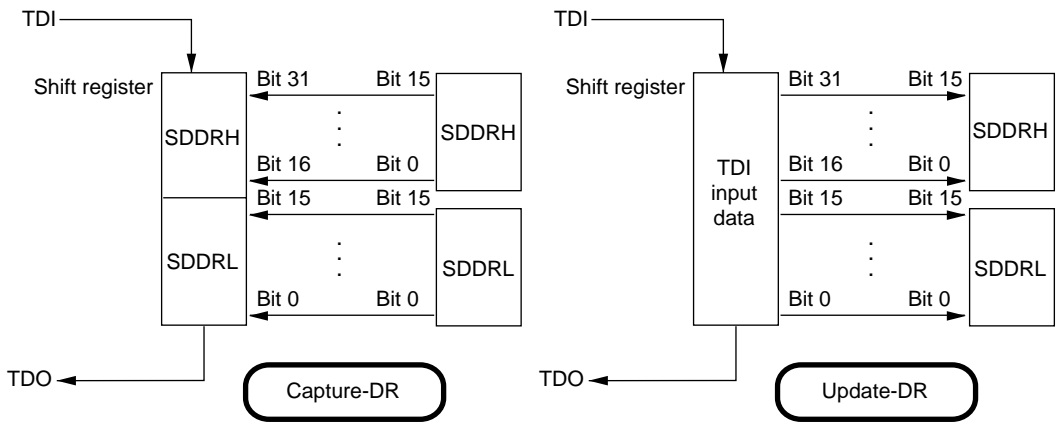 TDI
Shift register
Bit 31 Bit 15
SDDRH
SDDRH
.
.
.
Bit 16 Bit 0
Bit 15 Bit 15
SDDRL
SDDRL
.
.
.
Bit 0 Bit 0
TDO
Capture-DR
TDI
Shift register
Bit 31 Bit 15
SDDRH
.
.
.
TDI
input
data
Bit 16 Bit 0
Bit 15 Bit 15
.
.
.
SDDRL
Bit 0 Bit 0
TDO
Update-DR